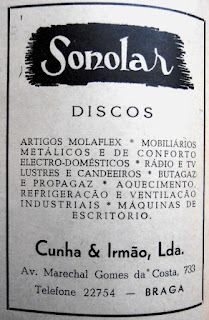 Sonolar
DISCOS
ARTIGOS MOLAFLEX * MOBILIÁRIOS
METÁLICOS E DE CONFORTO
ELECTRO-DOMÉSTICOS * RÁDIO E TV
LUSTRES E CANDEEIROS * BUTAGAZ
E PROPAGAZ * AQUECIMENTO,
REFRIGERAÇÃO E VENTILAÇÃO
INDUSTRIAIS * MÁQUINAS DE
ESCRITÓRIO.
Cunha & Irmão, Lda.
Av. Marechal Gomes da Costa, 733
Telefone 22754 — BRAGA